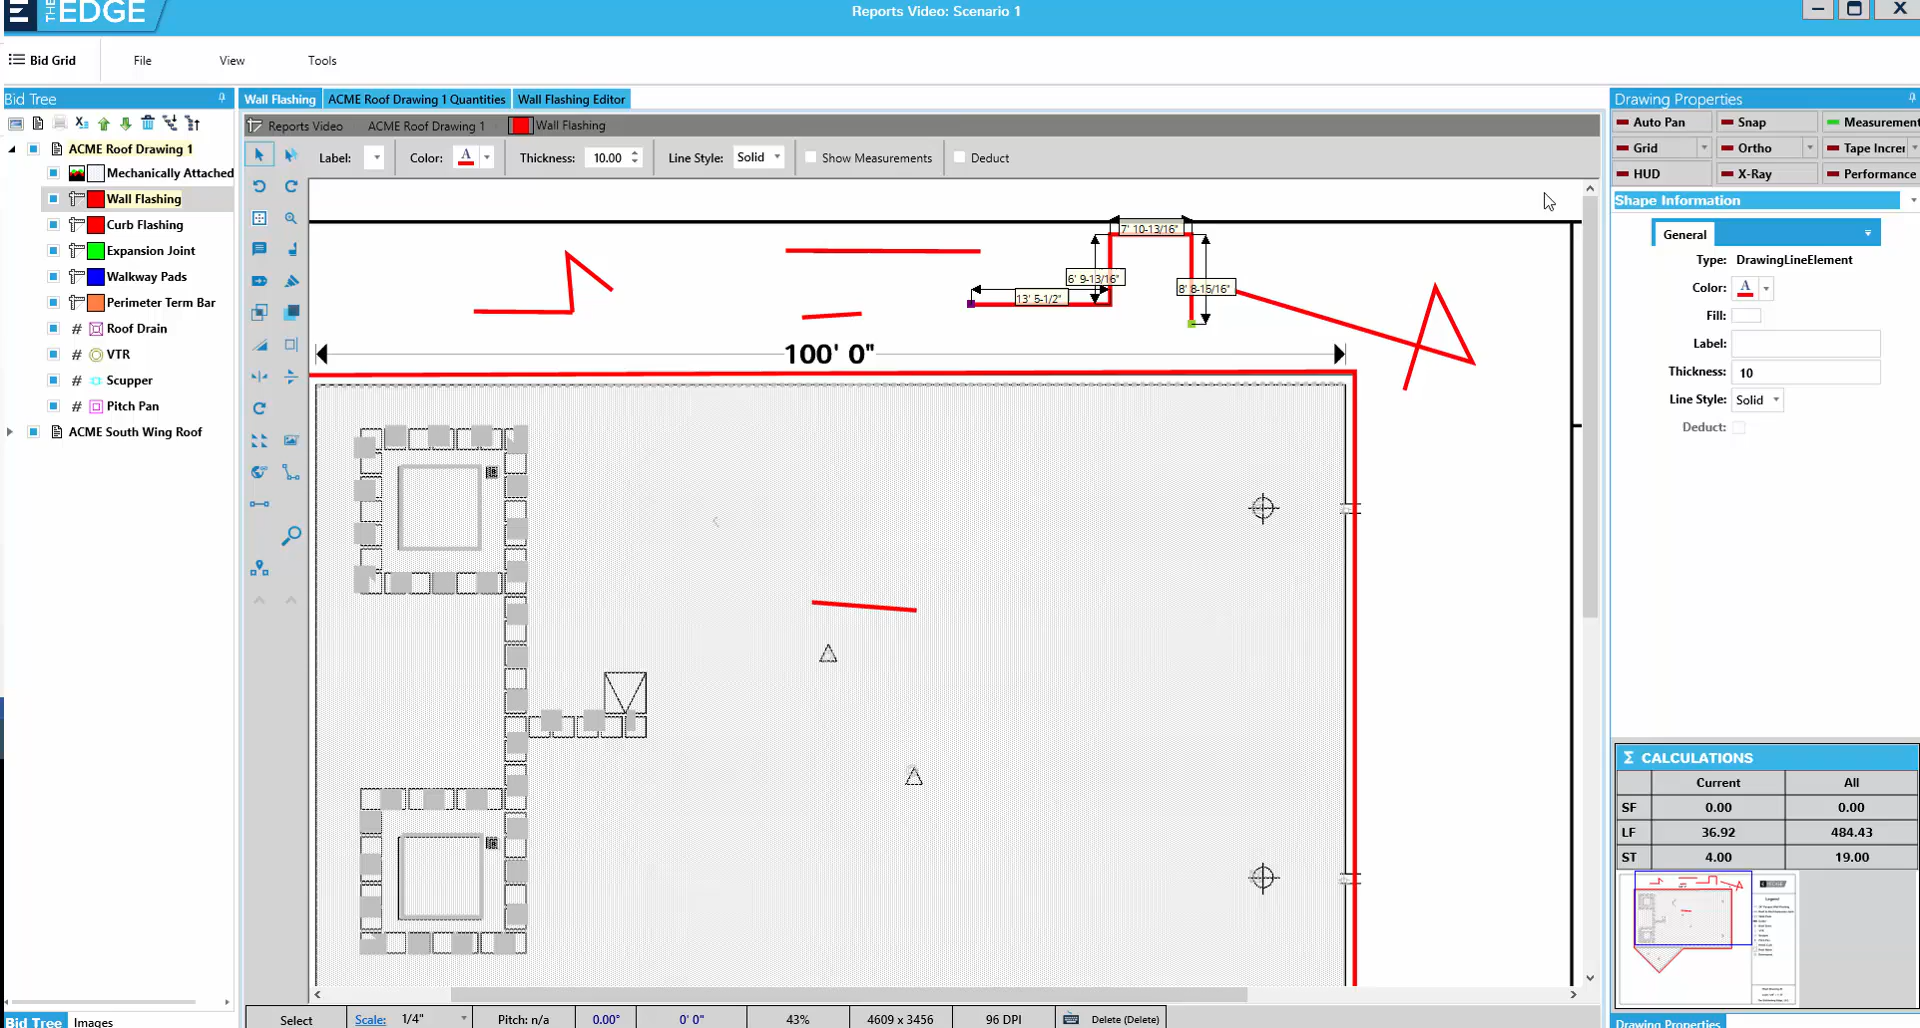 THE EDGE
Reports Video: Scenario 1
Bid Grid File View Tools
Bid Tree
ACME Roof Drawing 1
Mechanically Attached
Wall Flashing
Curb Flashing
Expansion Joint
Walkway Pads
Perimeter Term Bar
# Roof Drain
# VTR
# Scupper
# Pitch Pan
ACME South Wing Roof
Bid Tree Images
Wall Flashing ACME Roof Drawing 1 Quantities Wall Flashing Editor
Reports Video ACME Roof Drawing 1 Wall Flashing
Label: Color: A Thickness: 10.00 Line Style: Solid Show Measurements Deduct
7' 10-13/16"
6' 9-13/16"
13' 5-1/2"
8' 8-15/16"
100' 0"
Select Scale: 1/4" Pitch: n/a 0.00° 0' 0" 43% 4609 x 3456 96 DPI Delete (Delete)
Drawing Properties
Auto Pan Snap Measurement
Grid Ortho Tape Increr
HUD X-Ray Performance
Shape Information
General
Type: DrawingLineElement
Color: A
Fill:
Label:
Thickness: 10
Line Style: Solid
Deduct:
Σ CALCULATIONS
Current All
SF 0.00 0.00
LF 36.92 484.43
ST 4.00 19.00
Legend
Drawing Properties